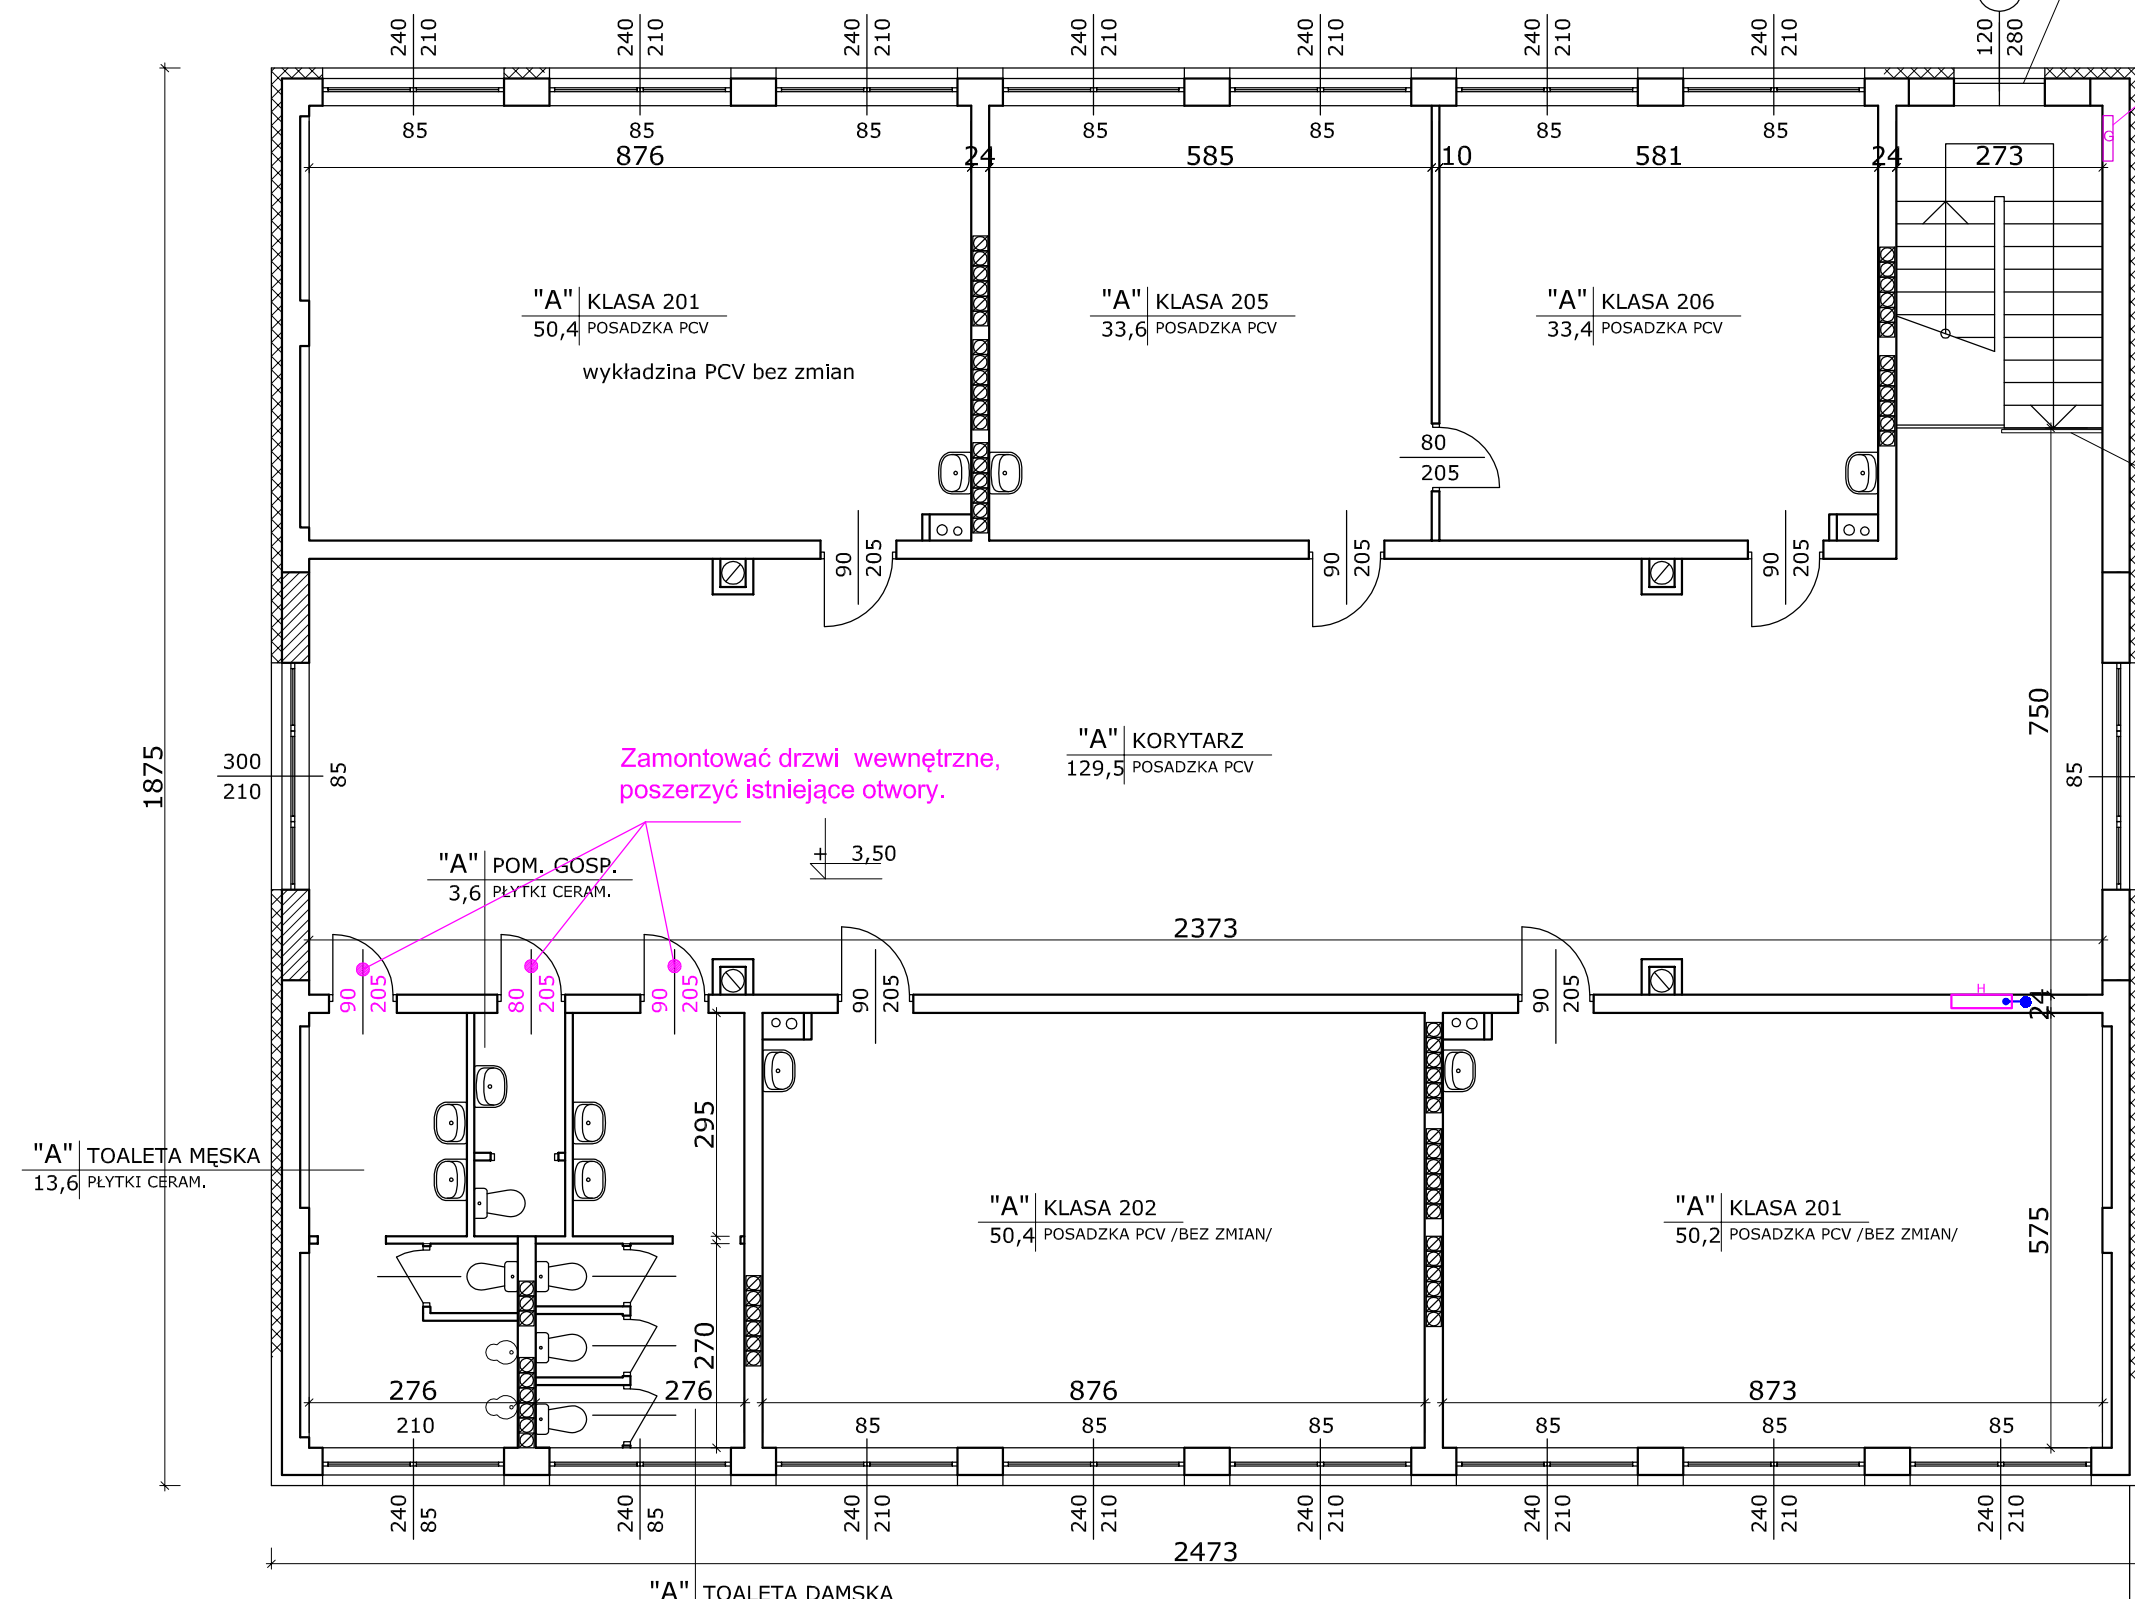 240 210 240 210 240 210 240 210 240 210 240 210 240 210 120 280
85 85 85 85 85 85 85
876 24 585 10 581 24 273
G
"A" KLASA 201
50,4 POSADZKA PCV
wykładzina PCV bez zmian
"A" KLASA 205
33,6 POSADZKA PCV
"A" KLASA 206
33,4 POSADZKA PCV
80
205
90 205 90 205 90 205
1875
300
210
85
Zamontować drzwi wewnętrzne,
poszerzyć istniejące otwory.
"A" KORYTARZ
129,5 POSADZKA PCV
750
85
"A" POM. GOSP.
3,6 PŁYTKI CERAM.
+ 3,50
2373
90 205 80 205 90 205 90 205 90 205
H
24
295
"A" TOALETA MĘSKA
13,6 PŁYTKI CERAM.
"A" KLASA 202
50,4 POSADZKA PCV /BEZ ZMIAN/
"A" KLASA 201
50,2 POSADZKA PCV /BEZ ZMIAN/
575
270
276 276 876 873
210 85 85 85 85 85 85
240 85 240 85 240 210 240 210 240 210 240 210 240 210 240 210
2473
"A" TOALETA DAMSKA